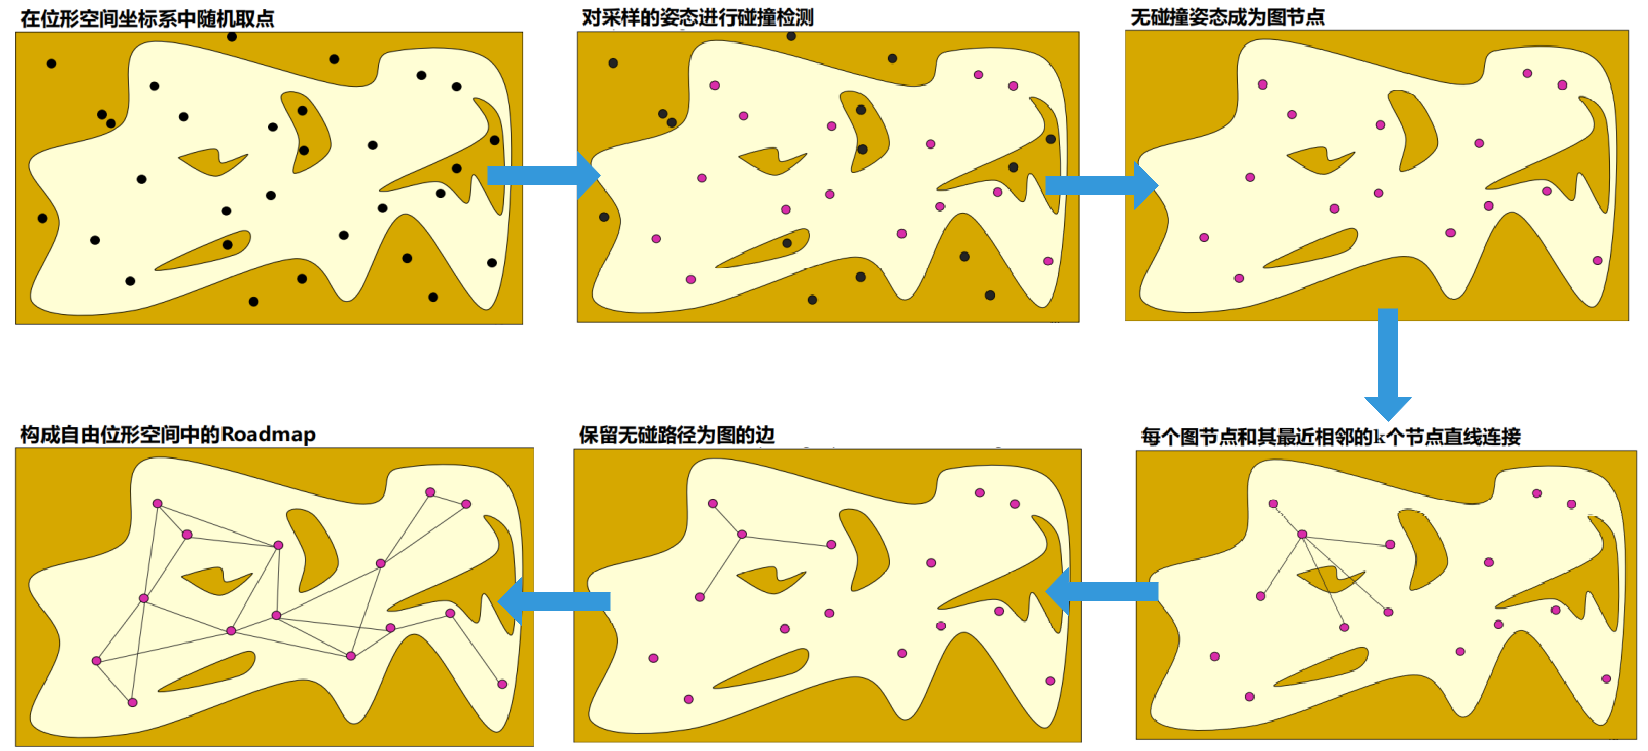 在位形空间坐标系中随机取点
对采样的姿态进行碰撞检测
无碰撞姿态成为图节点
构成自由位形空间中的Roadmap
保留无碰路径为图的边
每个图节点和其最近相邻的k个节点直线连接